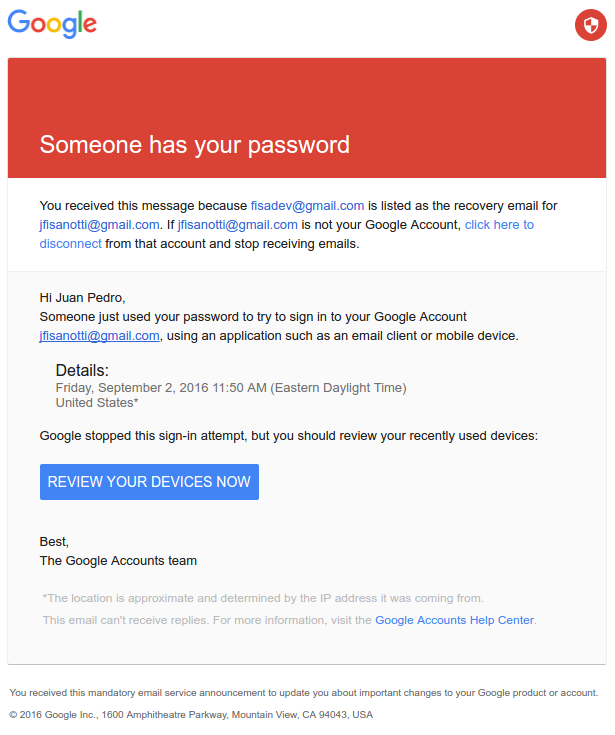 Google
Someone has your password
You received this message because fisadev@gmail.com is listed as the recovery email for
jfisanotti@gmail.com. If jfisanotti@gmail.com is not your Google Account, click here to
disconnect from that account and stop receiving emails.
Hi Juan Pedro,
Someone just used your password to try to sign in to your Google Account
jfisanotti@gmail.com, using an application such as an email client or mobile device.
Details:
Friday, September 2, 2016 11:50 AM (Eastern Daylight Time)
United States*
Google stopped this sign-in attempt, but you should review your recently used devices:
REVIEW YOUR DEVICES NOW
Best,
The Google Accounts team
*The location is approximate and determined by the IP address it was coming from.
This email can't receive replies. For more information, visit the Google Accounts Help Center.
You received this mandatory email service announcement to update you about important changes to your Google product or account.
© 2016 Google Inc., 1600 Amphitheatre Parkway, Mountain View, CA 94043, USA